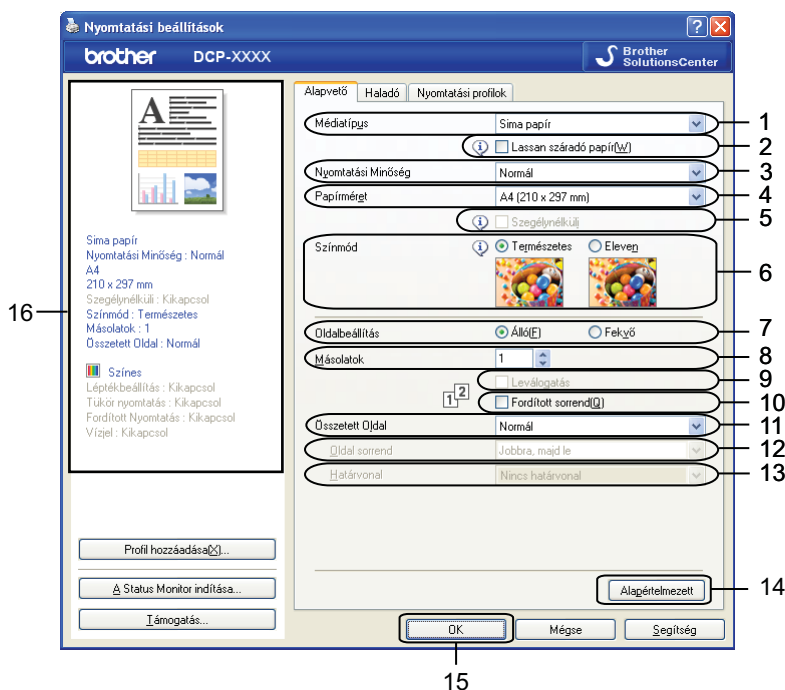 Nyomtatási beállítások
brother DCP-XXXX
Brother
SolutionsCenter
Alapvető Haladó Nyomtatási profilok
Médiatípus Sima papír 1
Lassan száradó papír(W) 2
Nyomtatási Minőség Normál 3
Papírméret A4 (210 x 297 mm) 4
Szegélynélküli 5
Színmód Természetes Eleven 6
Oldalbeállítás Álló(F) Fekvő 7
Másolatok 1 8
Leválogatás 9
1 2
Fordított sorrend(Q) 10
Összetett Oldal Normál 11
Oldal sorrend Jobbra, majd le 12
Határvonal Nincs határvonal 13
Alapértelmezett 14
OK Mégse Segítség
15
16
A
Sima papír
Nyomtatási Minőség : Normál
A4
210 x 297 mm
Szegélynélküli : Kikapcsol
Színmód : Természetes
Másolatok : 1
Összetett Oldal : Normál
Színes
Léptékbeállítás : Kikapcsol
Tükör nyomtatás : Kikapcsol
Fordított Nyomtatás : Kikapcsol
Vízjel : Kikapcsol
Profil hozzáadása(X)...
A Status Monitor indítása...
Támogatás...